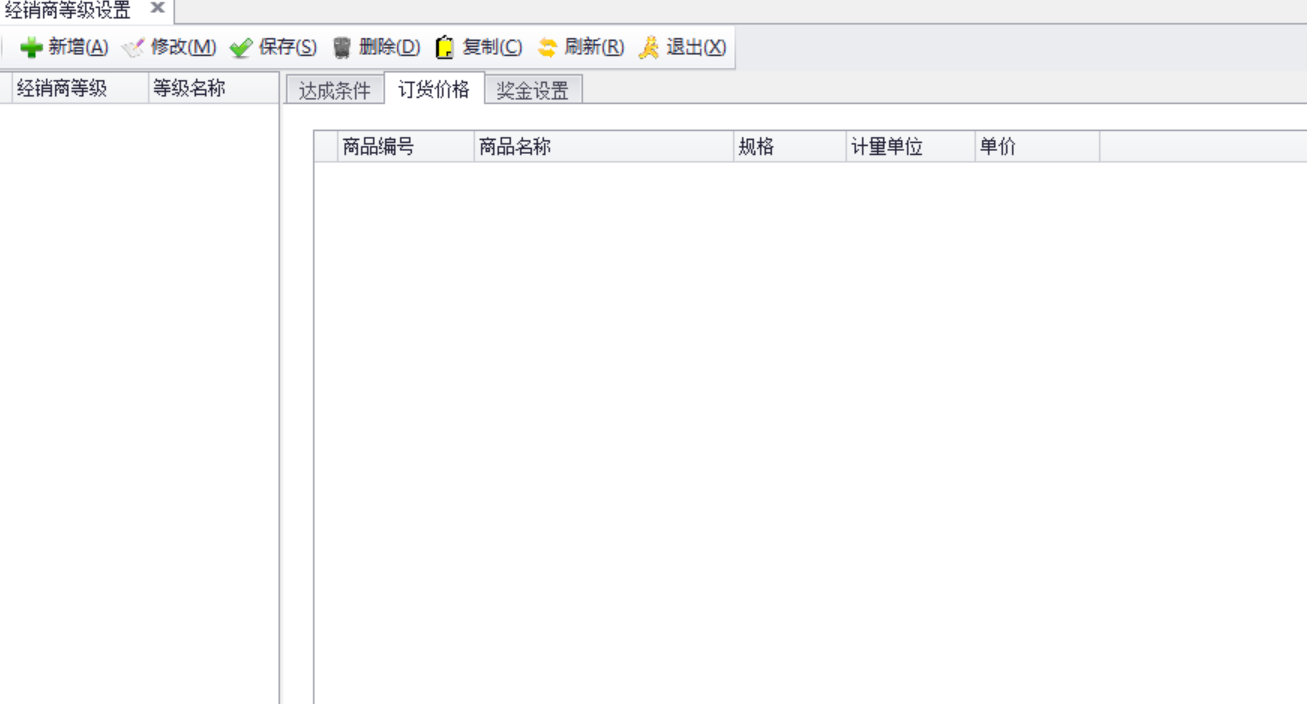 经销商等级设置
新增(A) 修改(M) 保存(S) 删除(D) 复制(C) 刷新(R) 退出(X)
经销商等级 等级名称
达成条件 订货价格 奖金设置
商品编号 商品名称 规格 计量单位 单价